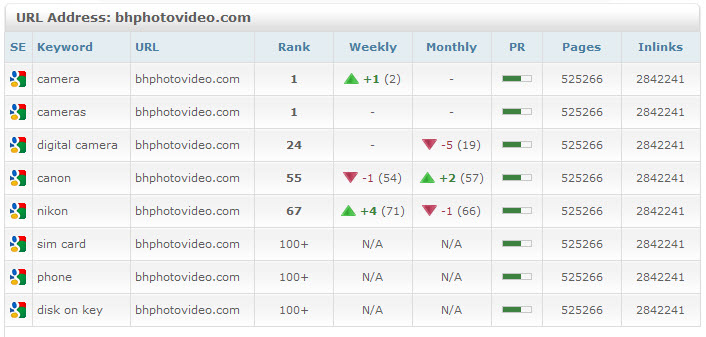 URL Address: bhphotovideo.com
SE Keyword URL Rank Weekly Monthly PR Pages Inlinks
camera bhphotovideo.com 1 +1 (2) - 525266 2842241
cameras bhphotovideo.com 1 - - 525266 2842241
digital camera bhphotovideo.com 24 - -5 (19) 525266 2842241
canon bhphotovideo.com 55 -1 (54) +2 (57) 525266 2842241
nikon bhphotovideo.com 67 +4 (71) -1 (66) 525266 2842241
sim card bhphotovideo.com 100+ N/A N/A 525266 2842241
phone bhphotovideo.com 100+ N/A N/A 525266 2842241
disk on key bhphotovideo.com 100+ N/A N/A 525266 2842241